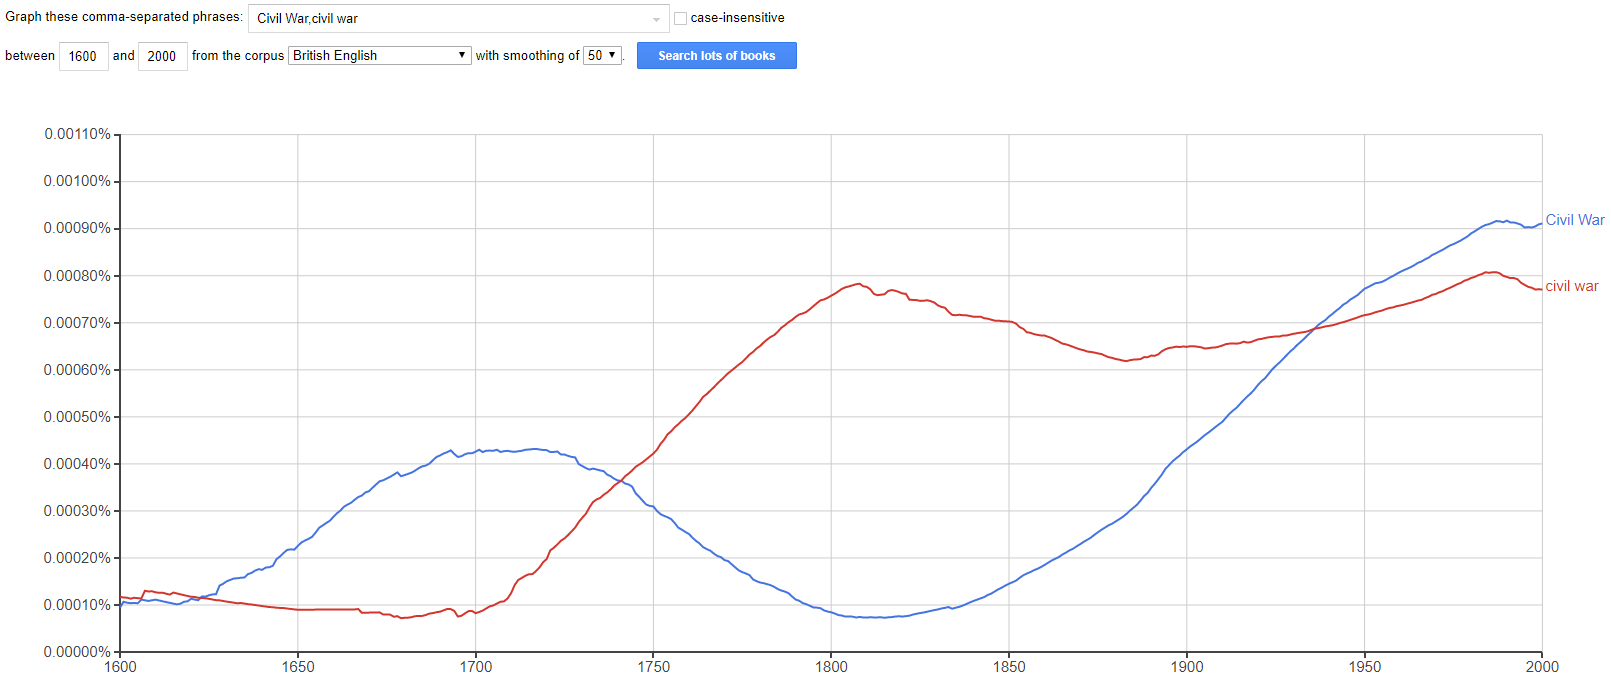 Graph these comma-separated phrases: Civil War,civil war case-insensitive
between 1600 and 2000 from the corpus British English with smoothing of 50 . Search lots of books
0.00110%
0.00100%
0.00090%
Civil War
0.00080%
civil war
0.00070%
0.00060%
0.00050%
0.00040%
0.00030%
0.00020%
0.00010%
0.00000%
1600 1650 1700 1750 1800 1850 1900 1950 2000